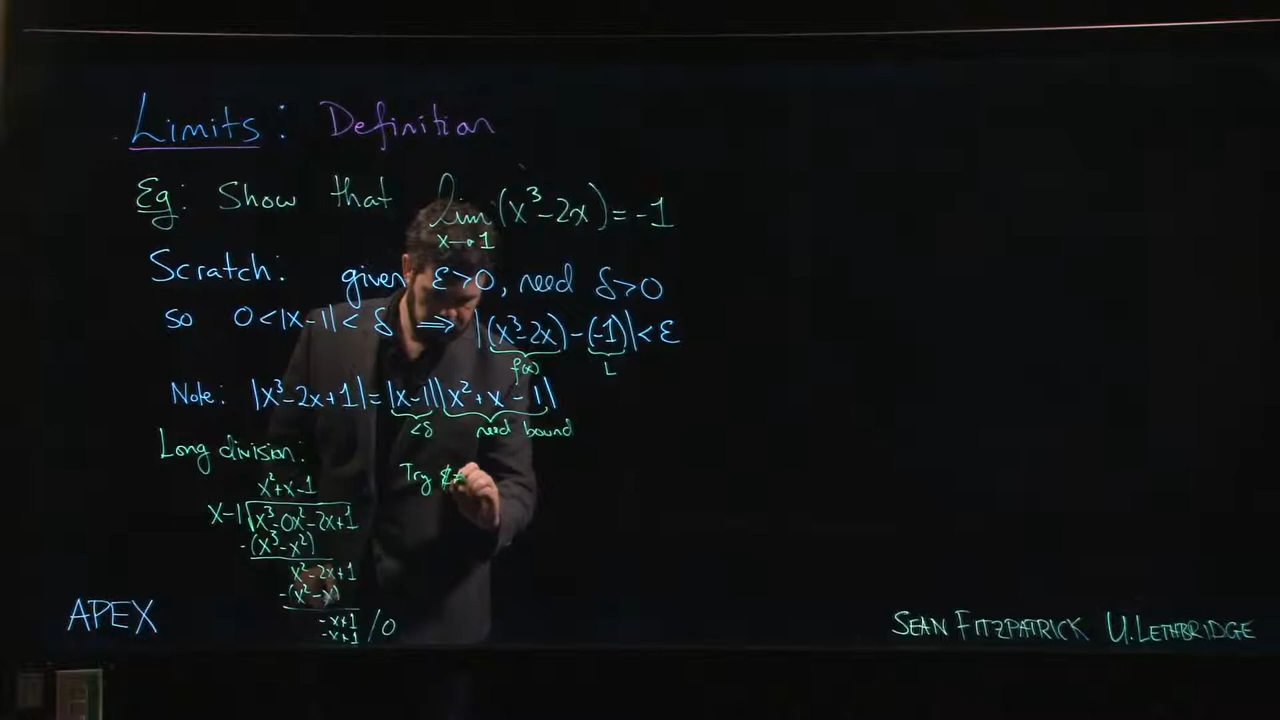 Limits: Definition
Eg: Show that lim x→1 (x³-2x) = -1
Scratch: given ε>0, need δ>0
so 0<|x-1|<δ ⟹ |(x³-2x)-(-1)|<ε
f(x) L
Note: |x³-2x+1| = |x-1||x²+x-1|
<δ need bound
Long division:
Try
x²+x-1
x-1 √x³-0x²-2x+1
-(x³-x²)
x²-2x+1
-(x²-x)
-x+1
-x+1 /0
APEX
SEAN FITZPATRICK U. LETHBRIDGE